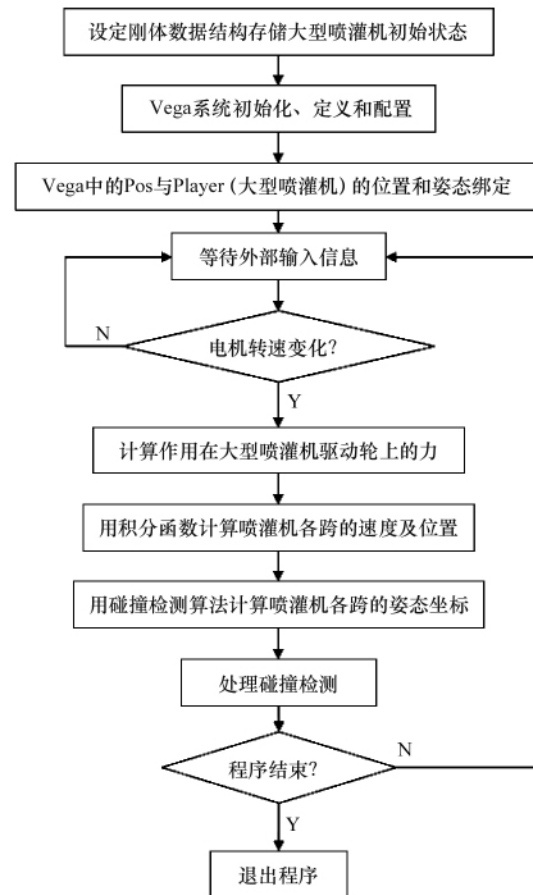 设定刚体数据结构存储大型喷灌机初始状态
Vega系统初始化、定义和配置
Vega中的Pos与Player(大型喷灌机)的位置和姿态绑定
等待外部输入信息
N
电机转速变化?
Y
计算作用在大型喷灌机驱动轮上的力
用积分函数计算喷灌机各跨的速度及位置
用碰撞检测算法计算喷灌机各跨的姿态坐标
处理碰撞检测
N
程序结束?
Y
退出程序